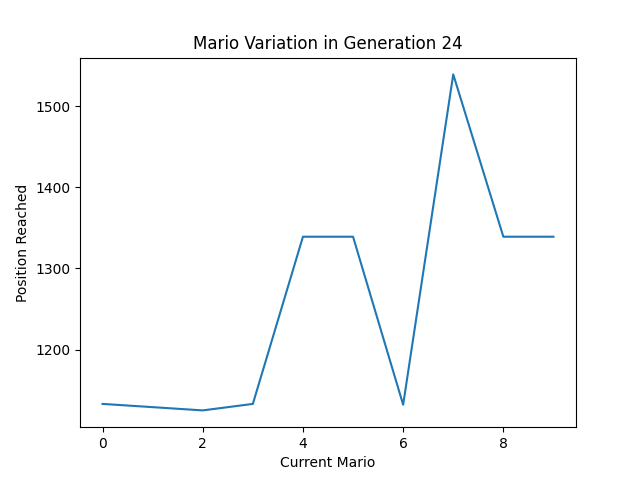 Mario Variation in Generation 24
1500
1400
1300
1200
Position Reached
0 2 4 6 8
Current Mario